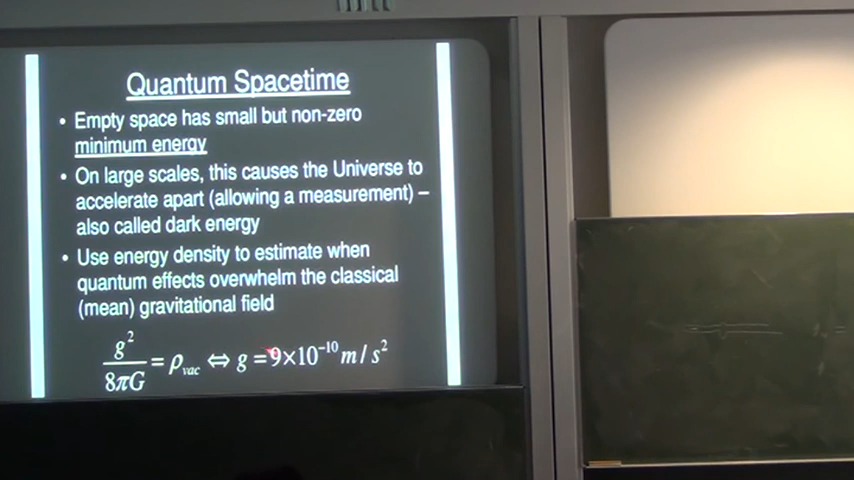 Quantum Spacetime
• Empty space has small but non-zero
minimum energy
• On large scales, this causes the Universe to
accelerate apart (allowing a measurement) –
also called dark energy
• Use energy density to estimate when
quantum effects overwhelm the classical
(mean) gravitational field
g²/8πG = ρ_vac ⇔ g = 9×10⁻¹⁰ m / s²